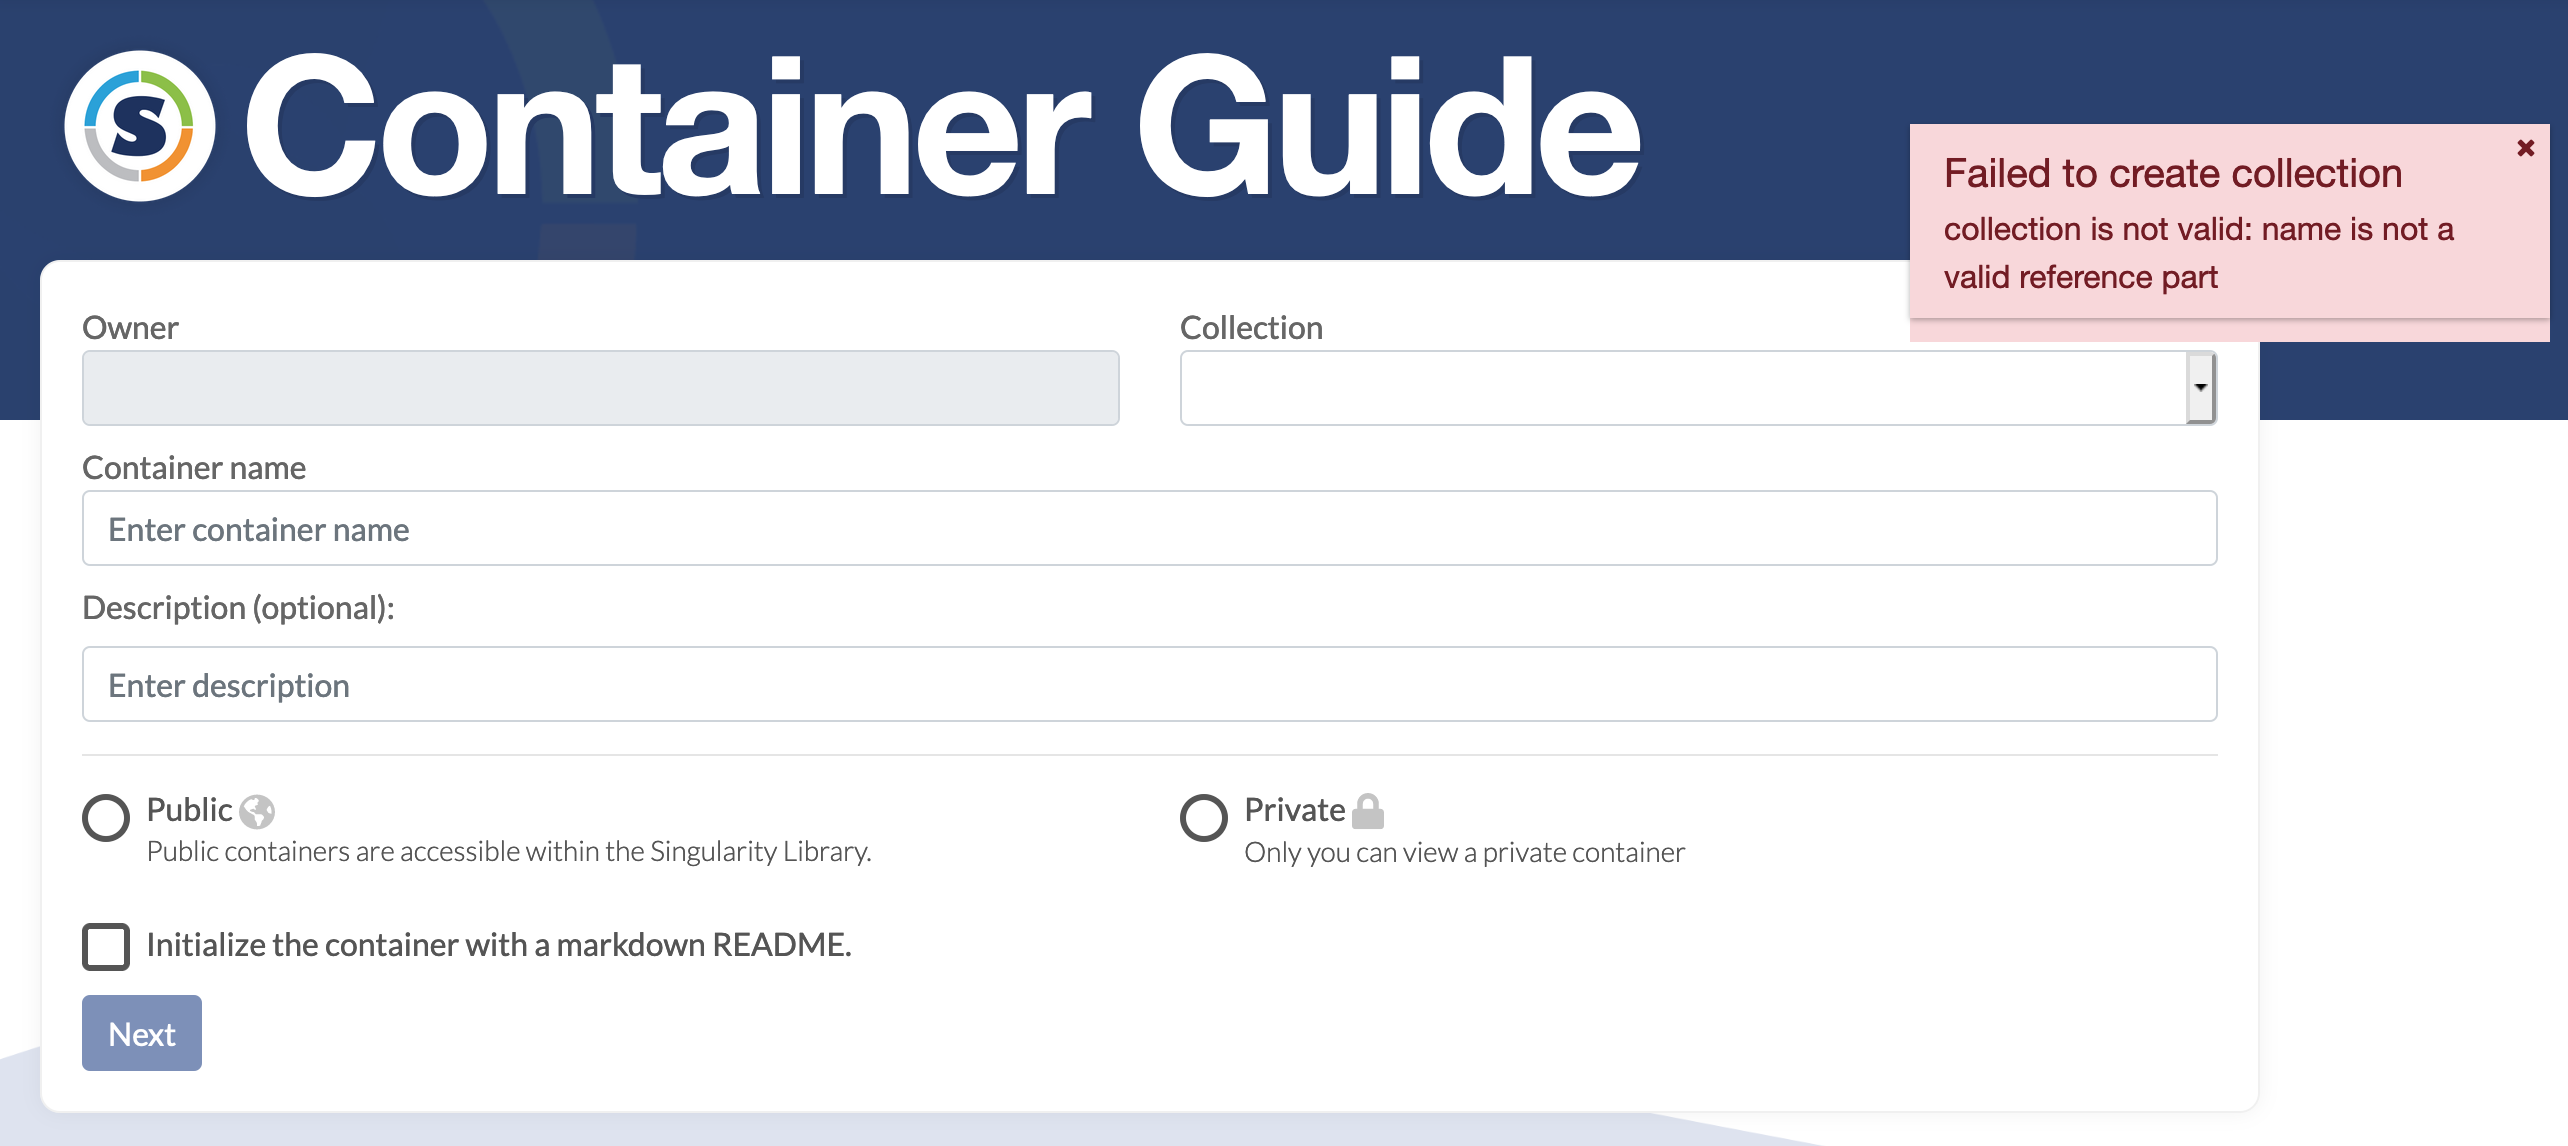 S Container Guide
Failed to create collection
collection is not valid: name is not a
valid reference part
Owner
Collection
Container name
Enter container name
Description (optional):
Enter description
Public
Public containers are accessible within the Singularity Library.
Private
Only you can view a private container
Initialize the container with a markdown README.
Next